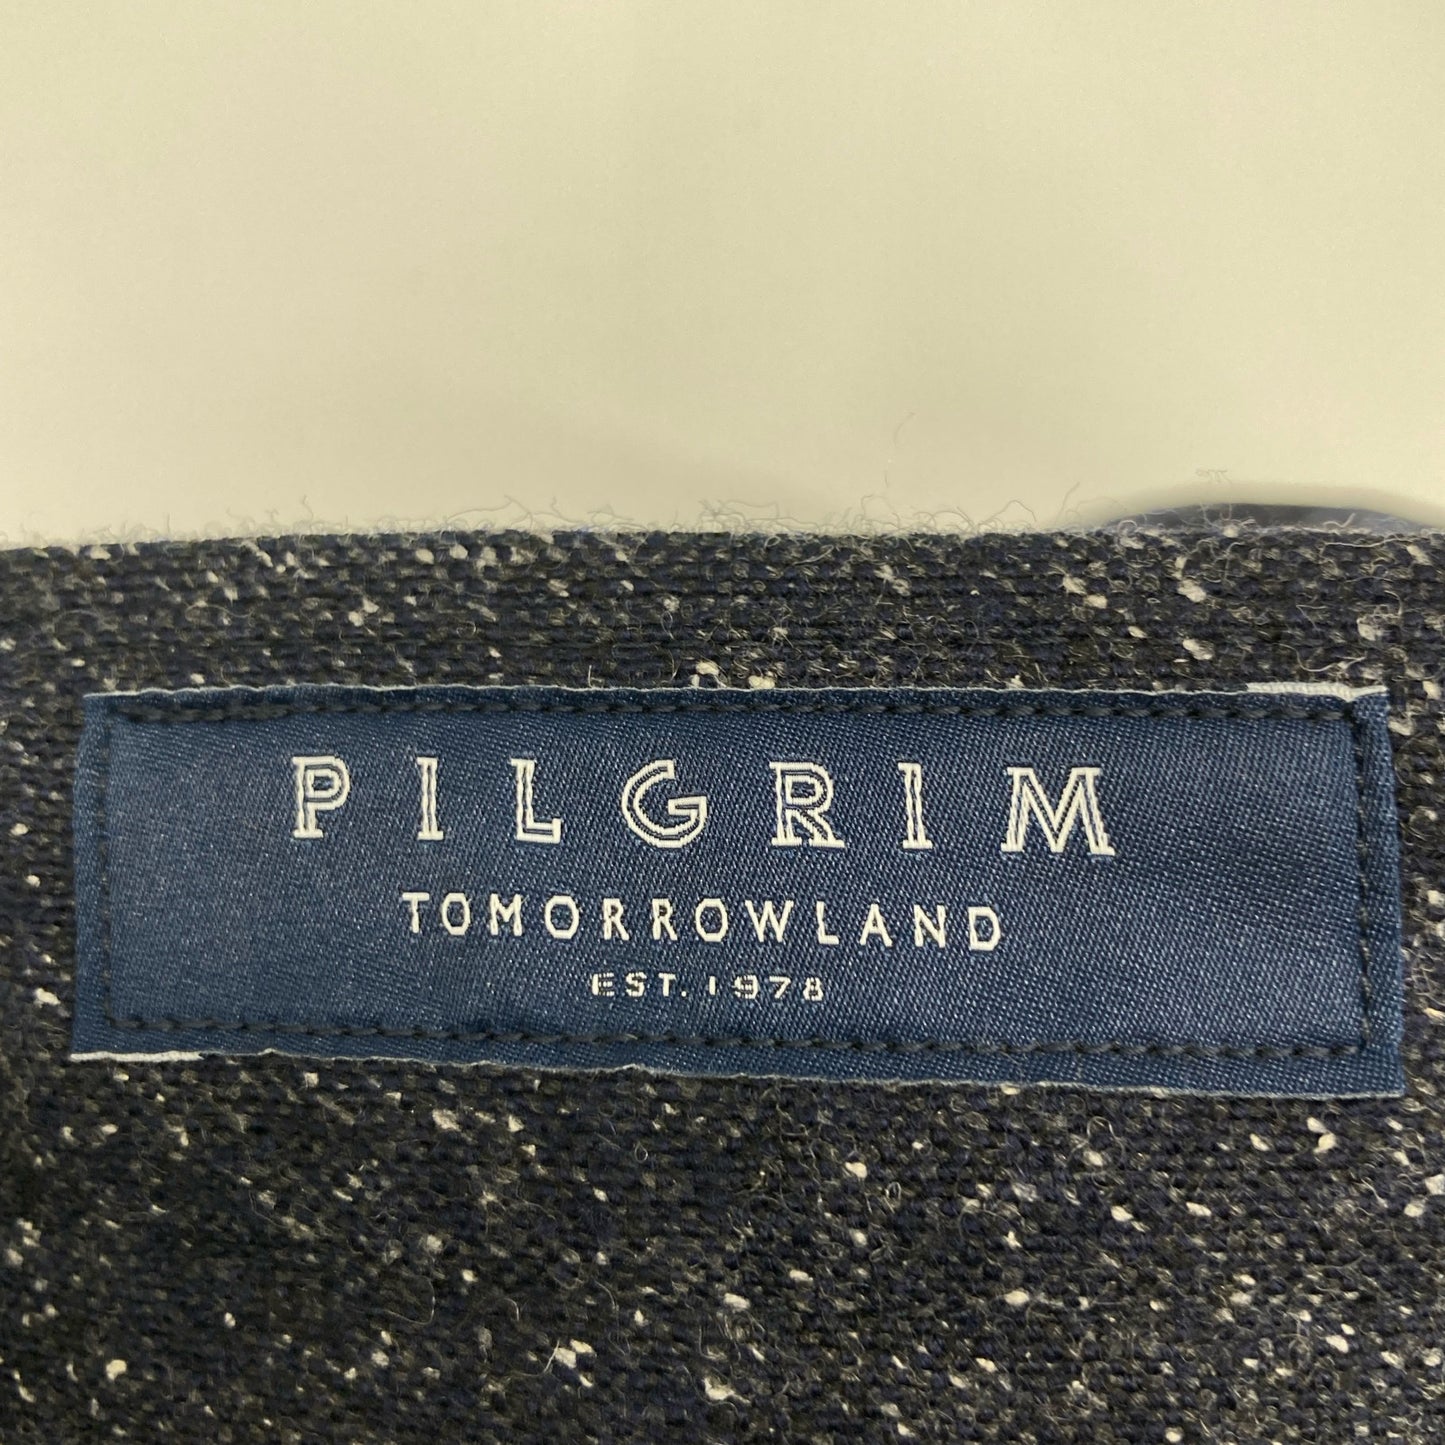 PILGRIM
TOMORROWLAND
EST. 1978